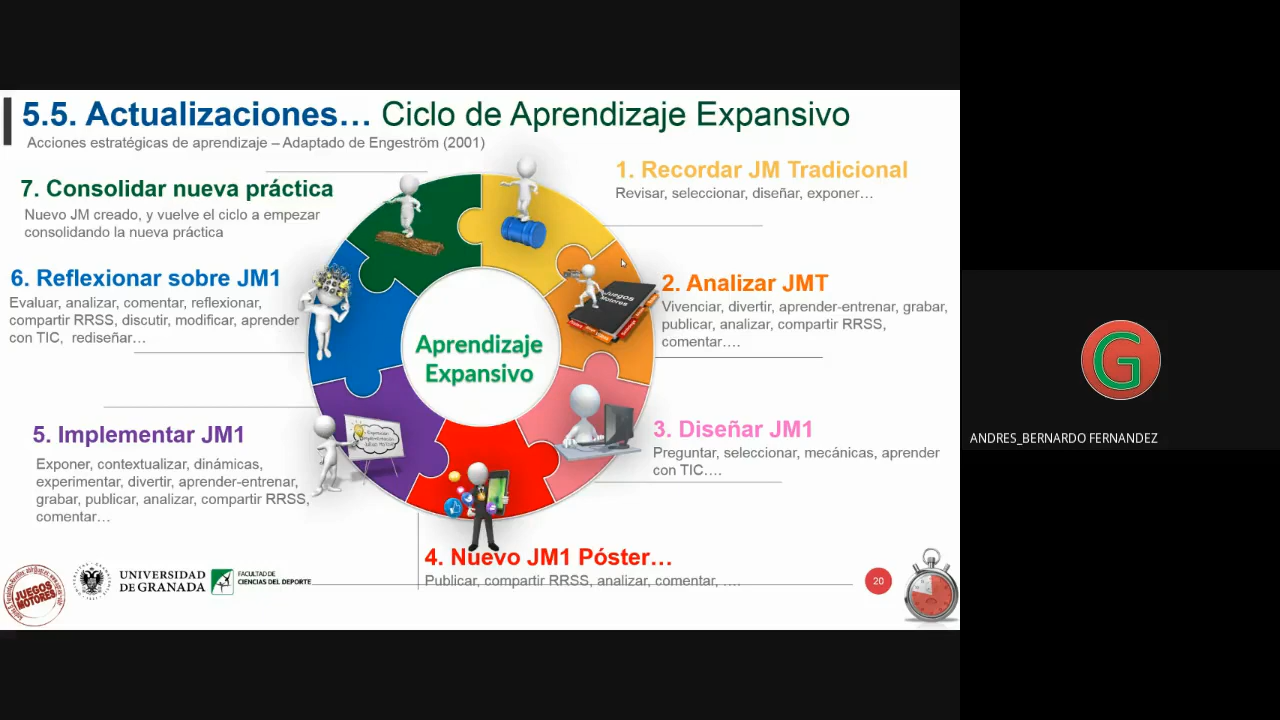 5.5. Actualizaciones… Ciclo de Aprendizaje Expansivo
Acciones estratégicas de aprendizaje – Adaptado de Engeström (2001)
1. Recordar JM Tradicional
Revisar, seleccionar, diseñar, exponer…
2. Analizar JMT
Vivenciar, divertir, aprender-entrenar, grabar,
publicar, analizar, compartir RRSS,
comentar….
3. Diseñar JM1
Preguntar, seleccionar, mecánicas, aprender
con TIC….
4. Nuevo JM1 Póster…
Publicar, compartir RRSS, analizar, comentar, ….
5. Implementar JM1
Exponer, contextualizar, dinámicas,
experimentar, divertir, aprender-entrenar,
grabar, publicar, analizar, compartir RRSS,
comentar…
6. Reflexionar sobre JM1
Evaluar, analizar, comentar, reflexionar,
compartir RRSS, discutir, modificar, aprender
con TIC, rediseñar…
7. Consolidar nueva práctica
Nuevo JM creado, y vuelve el ciclo a empezar
consolidando la nueva práctica
Aprendizaje
Expansivo
Juegos
Motores
JUEGOS
MOTORES
UNIVERSIDAD
DE GRANADA
FACULTAD DE
CIENCIAS DEL DEPORTE
20
G
ANDRES_BERNARDO FERNANDEZ